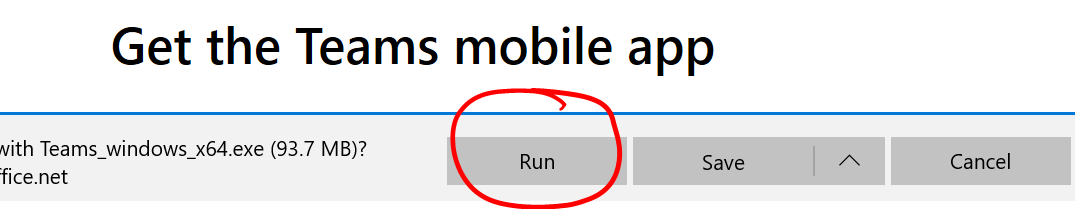 Get the Teams mobile app
with Teams_windows_x64.exe (93.7 MB)?
ffice.net
Run
Save
Cancel